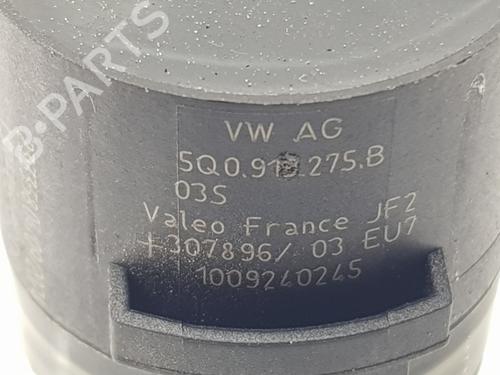 B-PARTS
VW AG
5Q0.919.275.B
03S
Valeo France JF2
+307896/ 03 EU7
1009240245